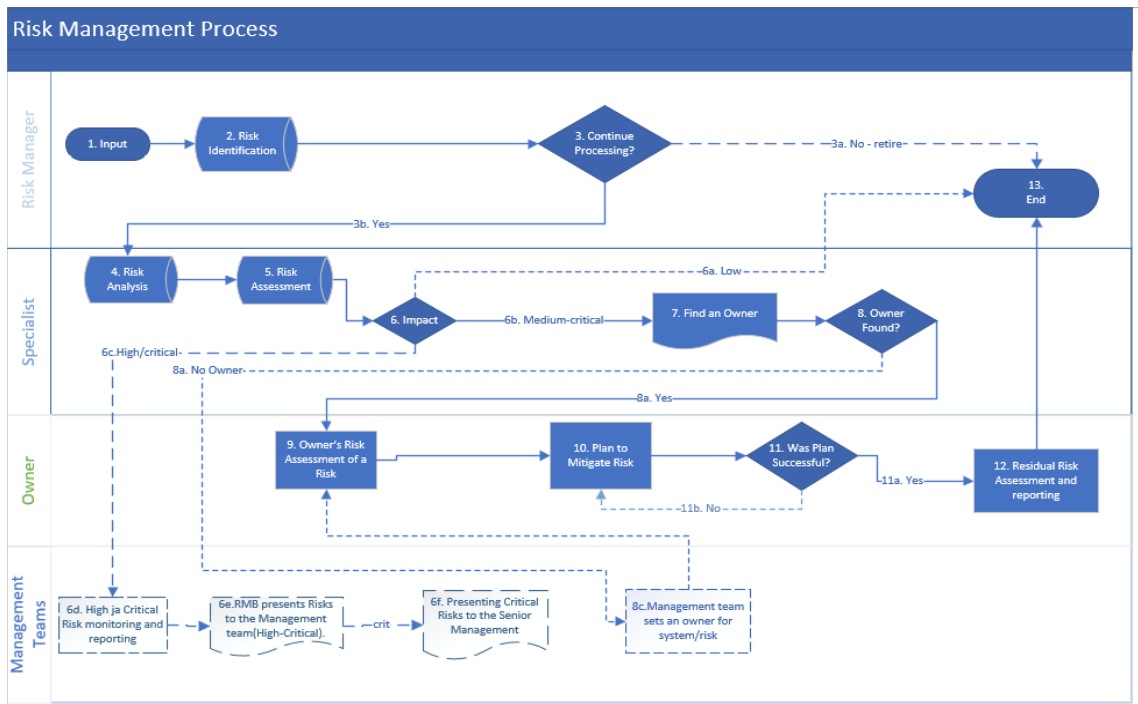 Risk Management Process
Risk Manager
1. Input
2. Risk
Identification
3. Continue
Processing?
3a. No - retire
13.
End
3b. Yes
Specialist
4. Risk
Analysis
5. Risk
Assessment
6a. Low
6. Impact
6b. Medium-critical
7. Find an Owner
8. Owner
Found?
6c.High/critical
8a. No Owner
8a. Yes
Owner
9. Owner's Risk
Assessment of a
Risk
10. Plan to
Mitigate Risk
11. Was Plan
Successful?
11a. Yes
11b. No
12. Residual Risk
Assessment and
reporting
Management
Teams
6d. High ja Critical
Risk monitoring and
reporting
6e.RMB presents Risks
to the Management
team(High-Critical).
crit
6f. Presenting Critical
Risks to the Senior
Management
8c.Management team
sets an owner for
system/risk